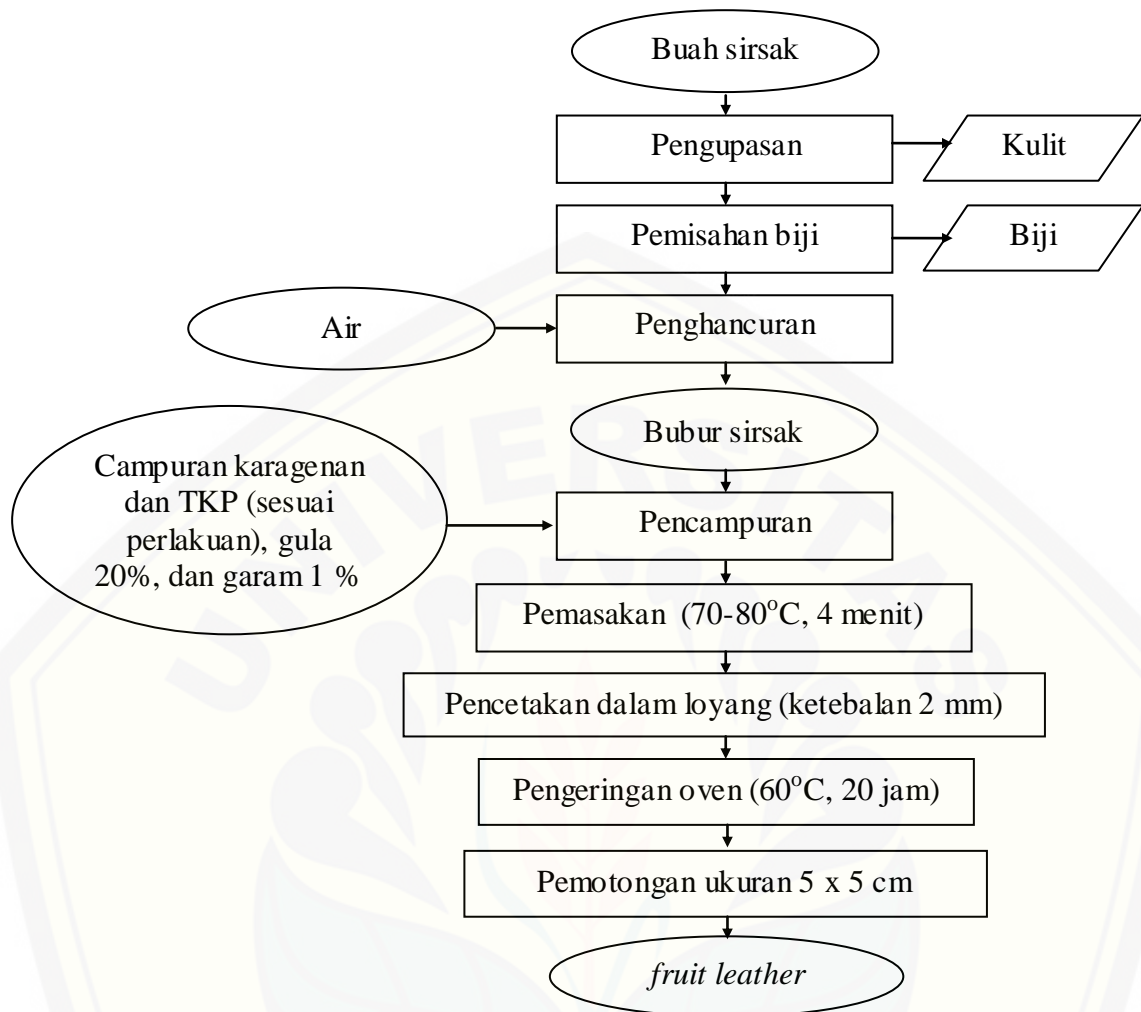 Buah sirsak
Pengupasan
Kulit
Pemisahan biji
Biji
Air
Penghancuran
Bubur sirsak
Campuran karagenan
dan TKP (sesuai
perlakuan), gula
20%, dan garam 1 %
Pencampuran
Pemasakan (70-80°C, 4 menit)
Pencetakan dalam loyang (ketebalan 2 mm)
Pengeringan oven (60°C, 20 jam)
Pemotongan ukuran 5 x 5 cm
fruit leather
UNIVERSITAS